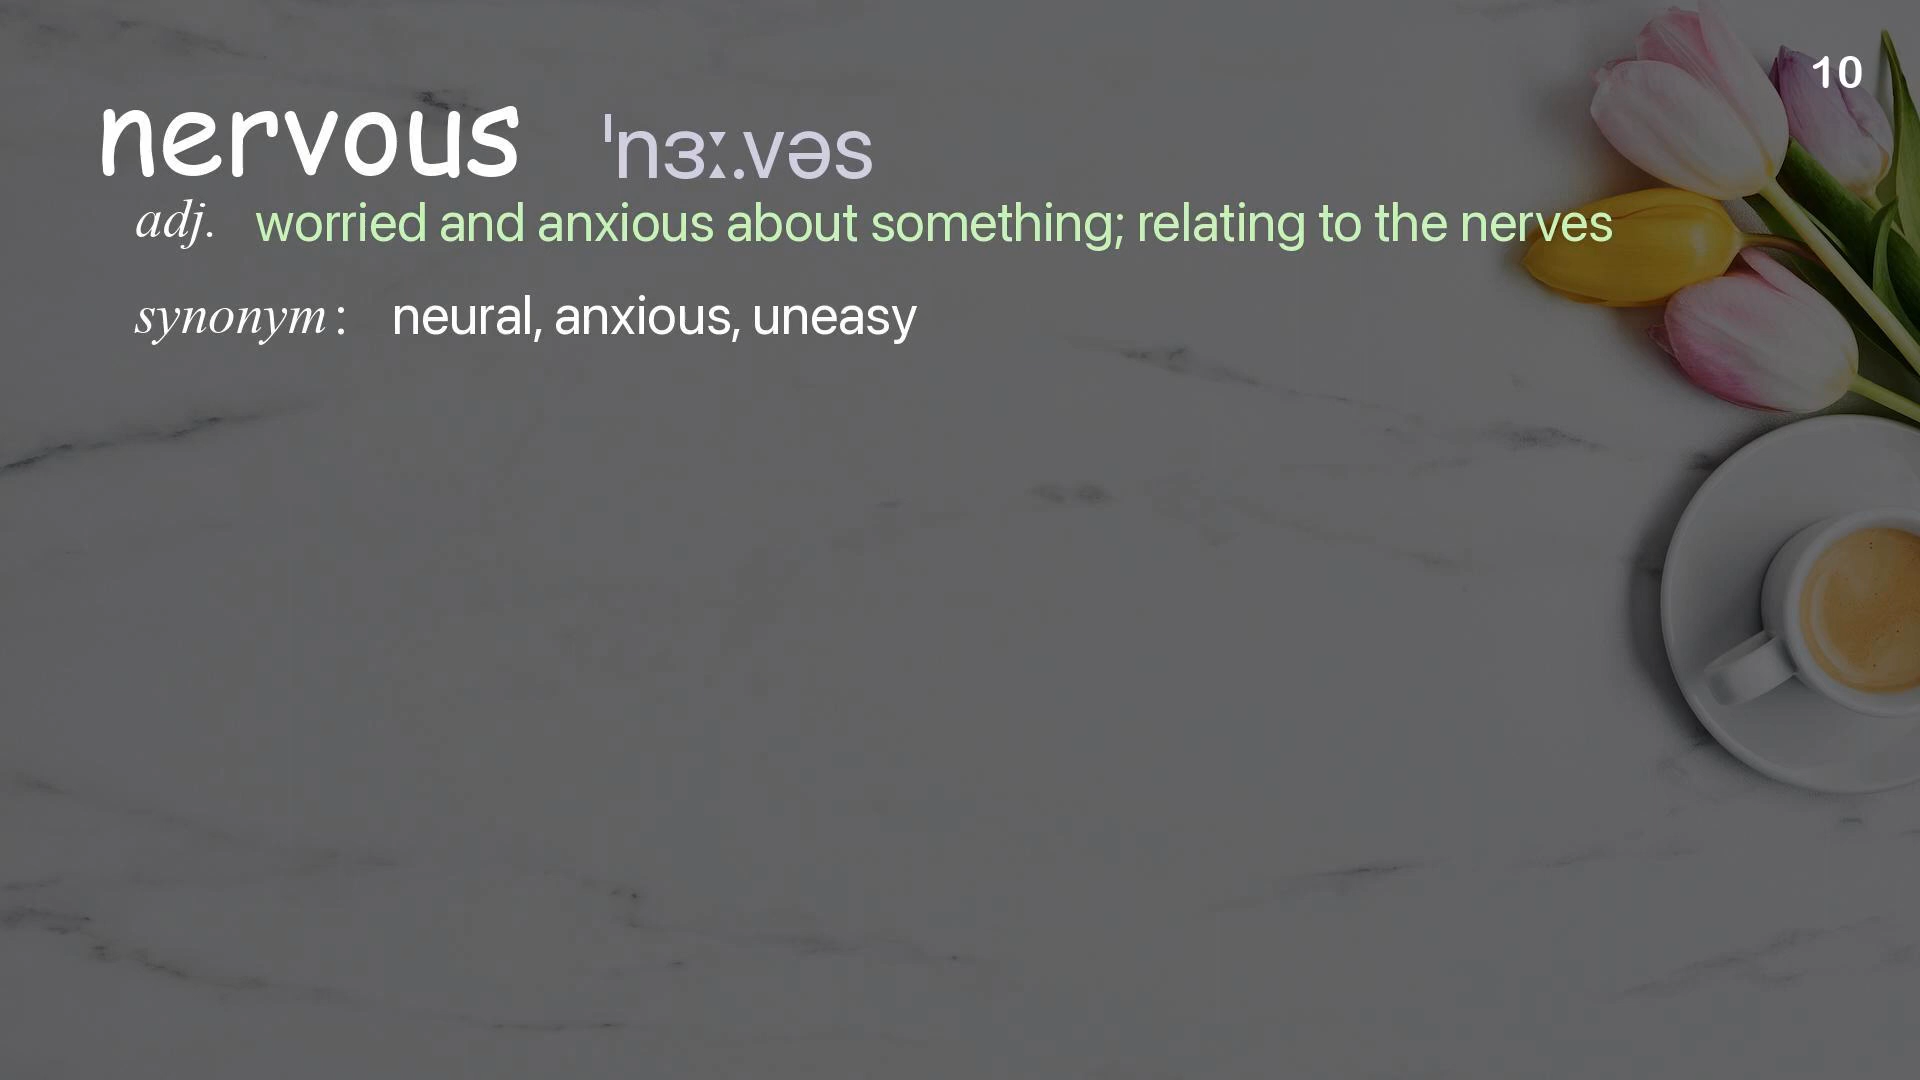 10
nervous ˈnɜː.vəs
adj. worried and anxious about something; relating to the nerves
synonym: neural, anxious, uneasy